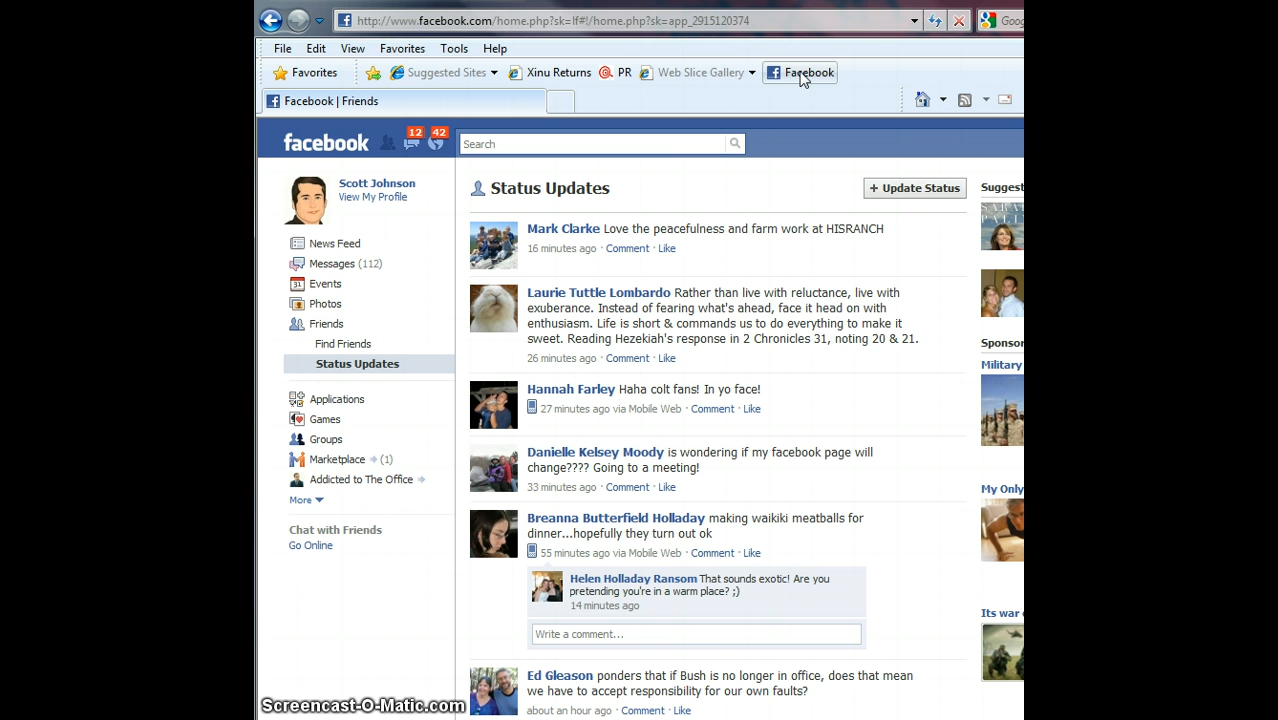 http://www.facebook.com/home.php?sk=lf#!/home.php?sk=app_2915120374
Goo
File Edit View Favorites Tools Help
Favorites Suggested Sites Xinu Returns PR Web Slice Gallery Facebook
Facebook | Friends
facebook 12 42 Search
Scott Johnson
View My Profile
News Feed
Messages (112)
31 Events
Photos
Friends
Find Friends
Status Updates
Applications
Games
Groups
Marketplace (1)
Addicted to The Office
More
Chat with Friends
Go Online
Status Updates + Update Status
Mark Clarke Love the peacefulness and farm work at HISRANCH
16 minutes ago · Comment · Like
Laurie Tuttle Lombardo Rather than live with reluctance, live with
exuberance. Instead of fearing what's ahead, face it head on with
enthusiasm. Life is short & commands us to do everything to make it
sweet. Reading Hezekiah's response in 2 Chronicles 31, noting 20 & 21.
26 minutes ago · Comment · Like
Hannah Farley Haha colt fans! In yo face!
27 minutes ago via Mobile Web · Comment · Like
Danielle Kelsey Moody is wondering if my facebook page will
change???? Going to a meeting!
33 minutes ago · Comment · Like
Breanna Butterfield Holladay making waikiki meatballs for
dinner...hopefully they turn out ok
55 minutes ago via Mobile Web · Comment · Like
Helen Holladay Ransom That sounds exotic! Are you
pretending you're in a warm place? ;)
14 minutes ago
Write a comment...
Ed Gleason ponders that if Bush is no longer in office, does that mean
we have to accept responsibility for our own faults?
about an hour ago · Comment · Like
Suggest
SARAH
PALI
Sponsor
Military
My Only
Its war
Screencast-O-Matic.com